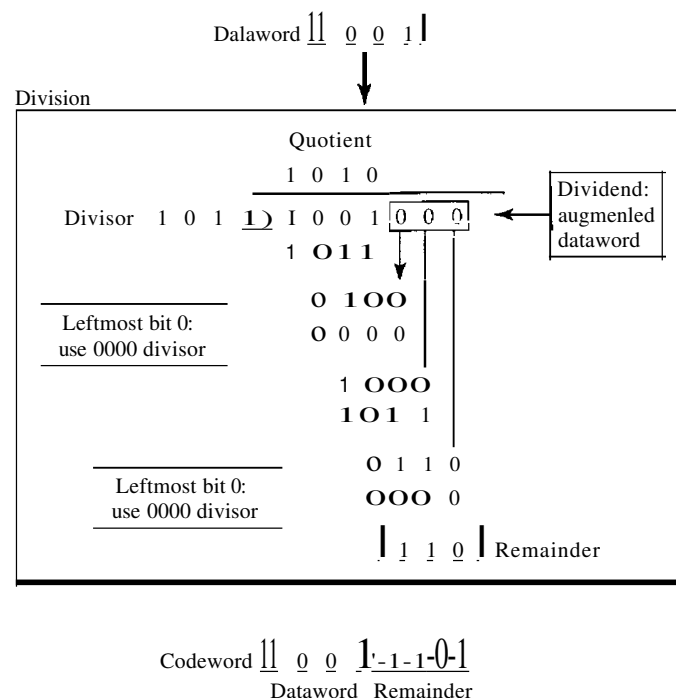 Dalaword 11 0 0 1
Division
Quotient
1 0 1 0
Divisor 1 0 1 1) I 0 0 1 0 0 0
Dividend:
augmenled
dataword
1 0 1 1
0 1 0 0
Leftmost bit 0:
use 0000 divisor
0 0 0 0
1 0 0 0
1 0 1 1
0 1 1 0
Leftmost bit 0:
use 0000 divisor
0 0 0 0
1 1 0 Remainder
Codeword 11 0 0 1'-1-1-0-1
Dataword Remainder